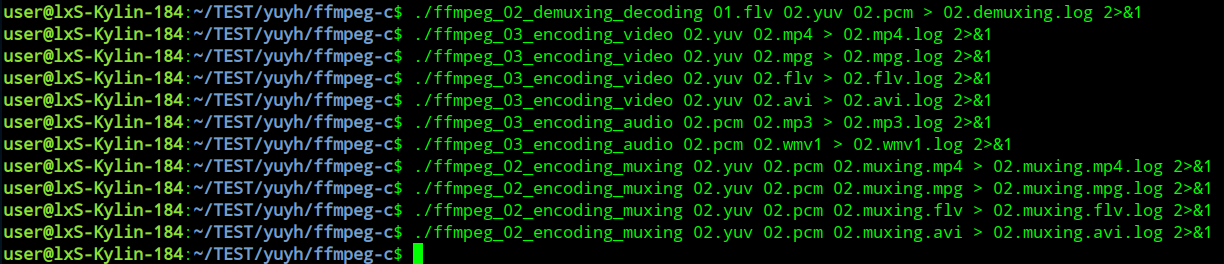 user@lxS-Kylin-184:~/TEST/yuyh/ffmpeg-c$ ./ffmpeg_02_demuxing_decoding 01.flv 02.yuv 02.pcm > 02.demuxing.log 2>&1
user@lxS-Kylin-184:~/TEST/yuyh/ffmpeg-c$ ./ffmpeg_03_encoding_video 02.yuv 02.mp4 > 02.mp4.log 2>&1
user@lxS-Kylin-184:~/TEST/yuyh/ffmpeg-c$ ./ffmpeg_03_encoding_video 02.yuv 02.mpg > 02.mpg.log 2>&1
user@lxS-Kylin-184:~/TEST/yuyh/ffmpeg-c$ ./ffmpeg_03_encoding_video 02.yuv 02.flv > 02.flv.log 2>&1
user@lxS-Kylin-184:~/TEST/yuyh/ffmpeg-c$ ./ffmpeg_03_encoding_video 02.yuv 02.avi > 02.avi.log 2>&1
user@lxS-Kylin-184:~/TEST/yuyh/ffmpeg-c$ ./ffmpeg_03_encoding_audio 02.pcm 02.mp3 > 02.mp3.log 2>&1
user@lxS-Kylin-184:~/TEST/yuyh/ffmpeg-c$ ./ffmpeg_03_encoding_audio 02.pcm 02.wmv1 > 02.wmv1.log 2>&1
user@lxS-Kylin-184:~/TEST/yuyh/ffmpeg-c$ ./ffmpeg_02_encoding_muxing 02.yuv 02.pcm 02.muxing.mp4 > 02.muxing.mp4.log 2>&1
user@lxS-Kylin-184:~/TEST/yuyh/ffmpeg-c$ ./ffmpeg_02_encoding_muxing 02.yuv 02.pcm 02.muxing.mpg > 02.muxing.mpg.log 2>&1
user@lxS-Kylin-184:~/TEST/yuyh/ffmpeg-c$ ./ffmpeg_02_encoding_muxing 02.yuv 02.pcm 02.muxing.flv > 02.muxing.flv.log 2>&1
user@lxS-Kylin-184:~/TEST/yuyh/ffmpeg-c$ ./ffmpeg_02_encoding_muxing 02.yuv 02.pcm 02.muxing.avi > 02.muxing.avi.log 2>&1
user@lxS-Kylin-184:~/TEST/yuyh/ffmpeg-c$